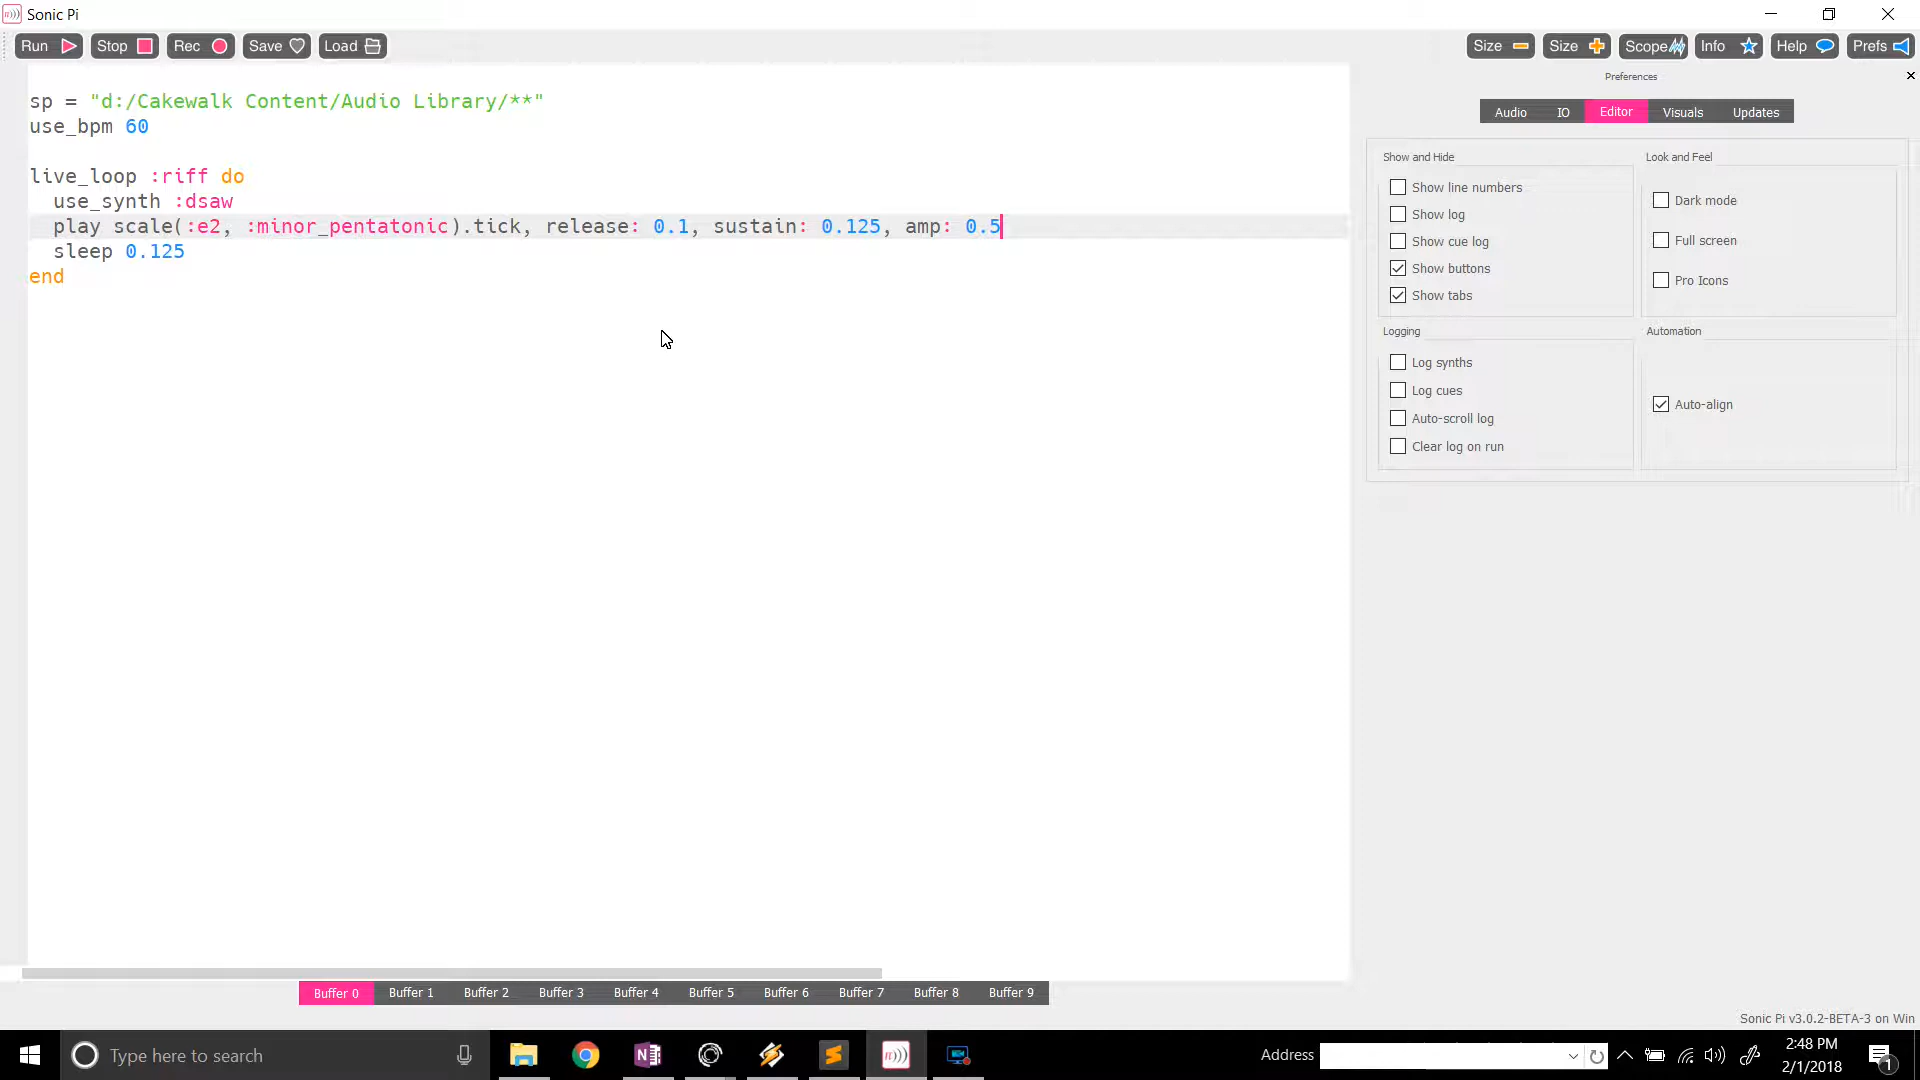 Sonic Pi
Run Stop Rec Save Load Size Size Scope Info Help Prefs
Preferences
sp = "d:/Cakewalk Content/Audio Library/**"
use_bpm 60
live_loop :riff do
use_synth :dsaw
play scale(:e2, :minor_pentatonic).tick, release: 0.1, sustain: 0.125, amp: 0.5
sleep 0.125
end
Audio IO Editor Visuals Updates
Show and Hide
Show line numbers
Show log
Show cue log
Show buttons
Show tabs
Look and Feel
Dark mode
Full screen
Pro Icons
Logging
Log synths
Log cues
Auto-scroll log
Clear log on run
Automation
Auto-align
Buffer 0 Buffer 1 Buffer 2 Buffer 3 Buffer 4 Buffer 5 Buffer 6 Buffer 7 Buffer 8 Buffer 9
Sonic Pi v3.0.2-BETA-3 on Win
Type here to search
Address
2:48 PM
2/1/2018
1